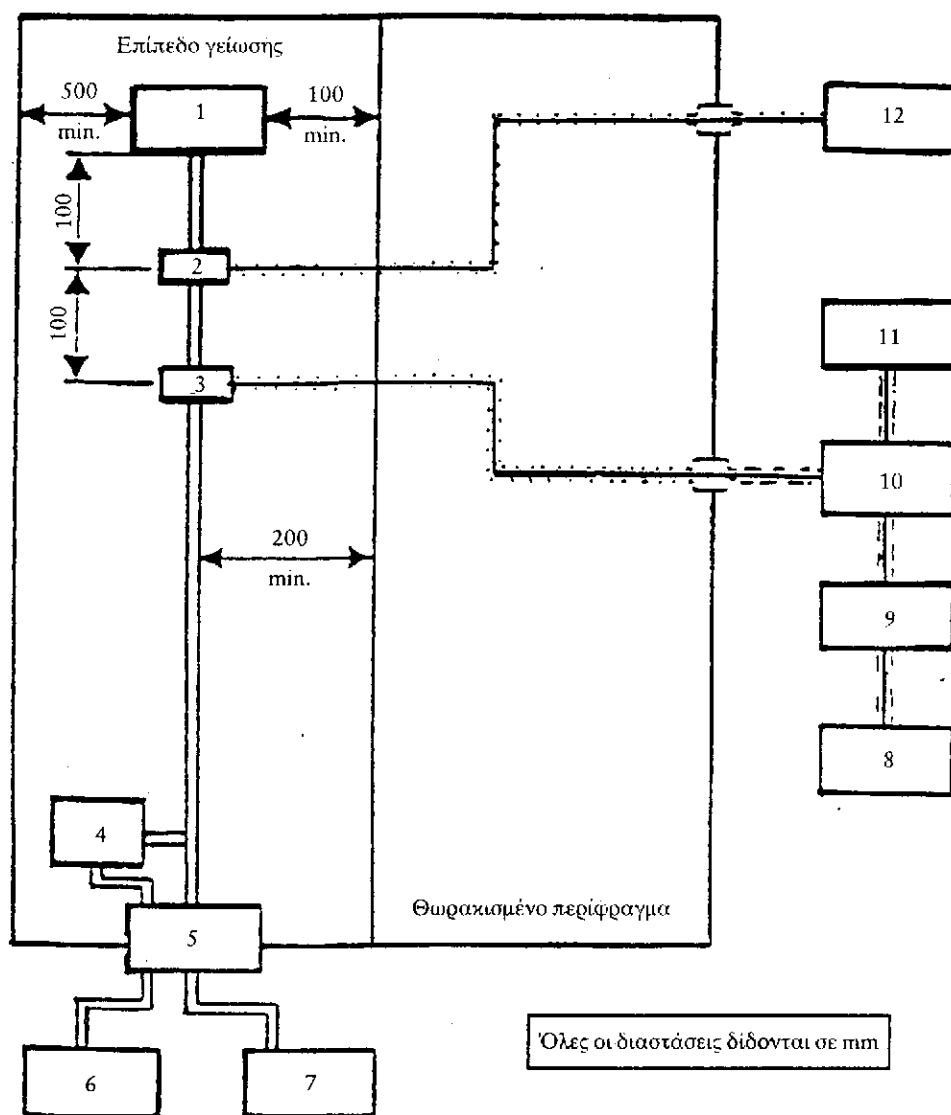 Επίπεδο γείωσης
500
min.
1
100
min.
12
100
2
100
3
11
10
200
min.
9
8
4
5
Θωρακισμένο περίφραγμα
6
7
Όλες οι διαστάσεις δίδονται σε mm